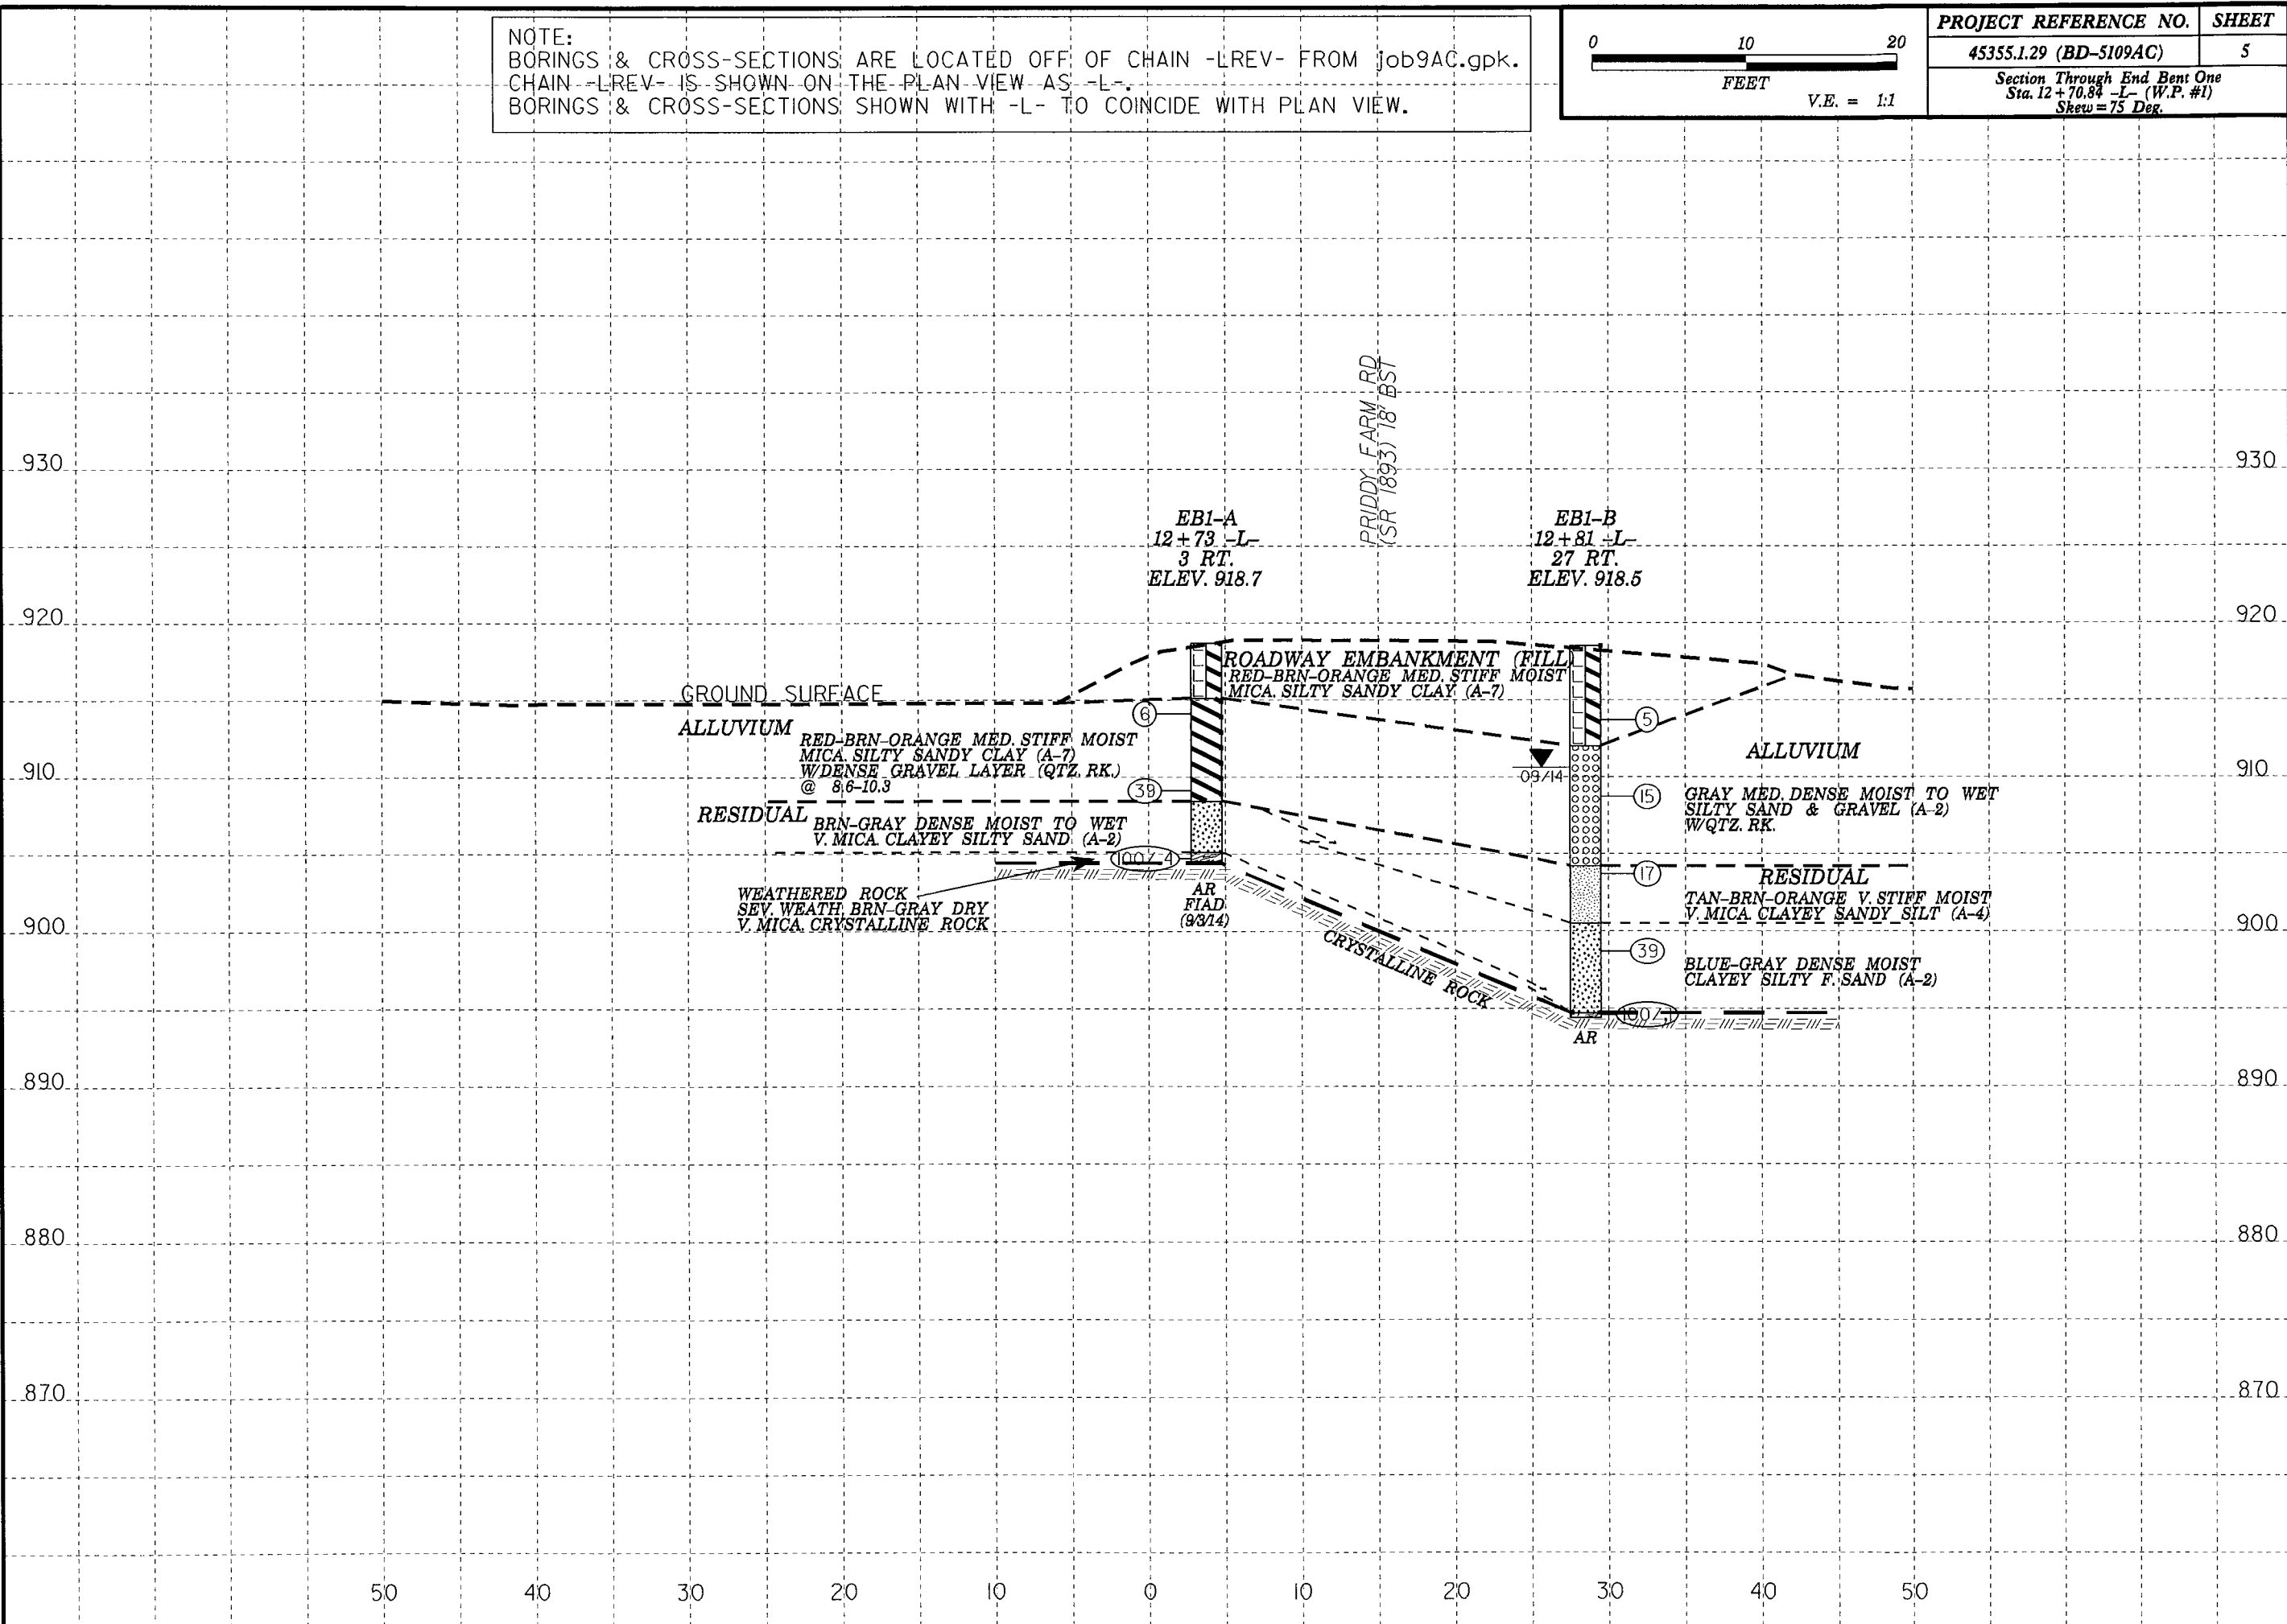 NOTE:
BORINGS & CROSS-SECTIONS ARE LOCATED OFF OF CHAIN -LREV- FROM job9AC.gpk.
CHAIN -LREV- IS SHOWN ON THE PLAN VIEW AS -L-.
BORINGS & CROSS-SECTIONS SHOWN WITH -L- TO COINCIDE WITH PLAN VIEW.
0 10 20
FEET
V.E. = 1:1
PROJECT REFERENCE NO. SHEET
45355.1.29 (BD-5109AC) 5
Section Through End Bent One
Sta. 12+70.84 -L- (W.P. #1)
Skew=75 Deg.
PRIDDY FARM RD
(SR 1893) 18' BST
930 930
EB1-A
12+73 -L-
3 RT.
ELEV. 918.7
EB1-B
12+81 -L-
27 RT.
ELEV. 918.5
920 920
ROADWAY EMBANKMENT (FILL)
RED-BRN-ORANGE MED. STIFF MOIST
MICA. SILTY SANDY CLAY (A-7)
GROUND SURFACE
6
5
ALLUVIUM
RED-BRN-ORANGE MED. STIFF MOIST
MICA. SILTY SANDY CLAY (A-7)
W/DENSE GRAVEL LAYER (QTZ. RK.)
@ 8.6-10.3
ALLUVIUM
09/14
910 910
39
15
GRAY MED. DENSE MOIST TO WET
SILTY SAND & GRAVEL (A-2)
W/QTZ. RK.
RESIDUAL
BRN-GRAY DENSE MOIST TO WET
V. MICA. CLAYEY SILTY SAND (A-2)
100/.4
17
RESIDUAL
TAN-BRN-ORANGE V. STIFF MOIST
V. MICA. CLAYEY SANDY SILT (A-4)
WEATHERED ROCK
SEV. WEATH. BRN-GRAY DRY
V. MICA. CRYSTALLINE ROCK
AR
FIAD
(9/3/14)
900 900
CRYSTALLINE ROCK
39
BLUE-GRAY DENSE MOIST
CLAYEY SILTY F. SAND (A-2)
100/.1
AR
890 890
880 880
870 870
50 40 30 20 10 0 10 20 30 40 50